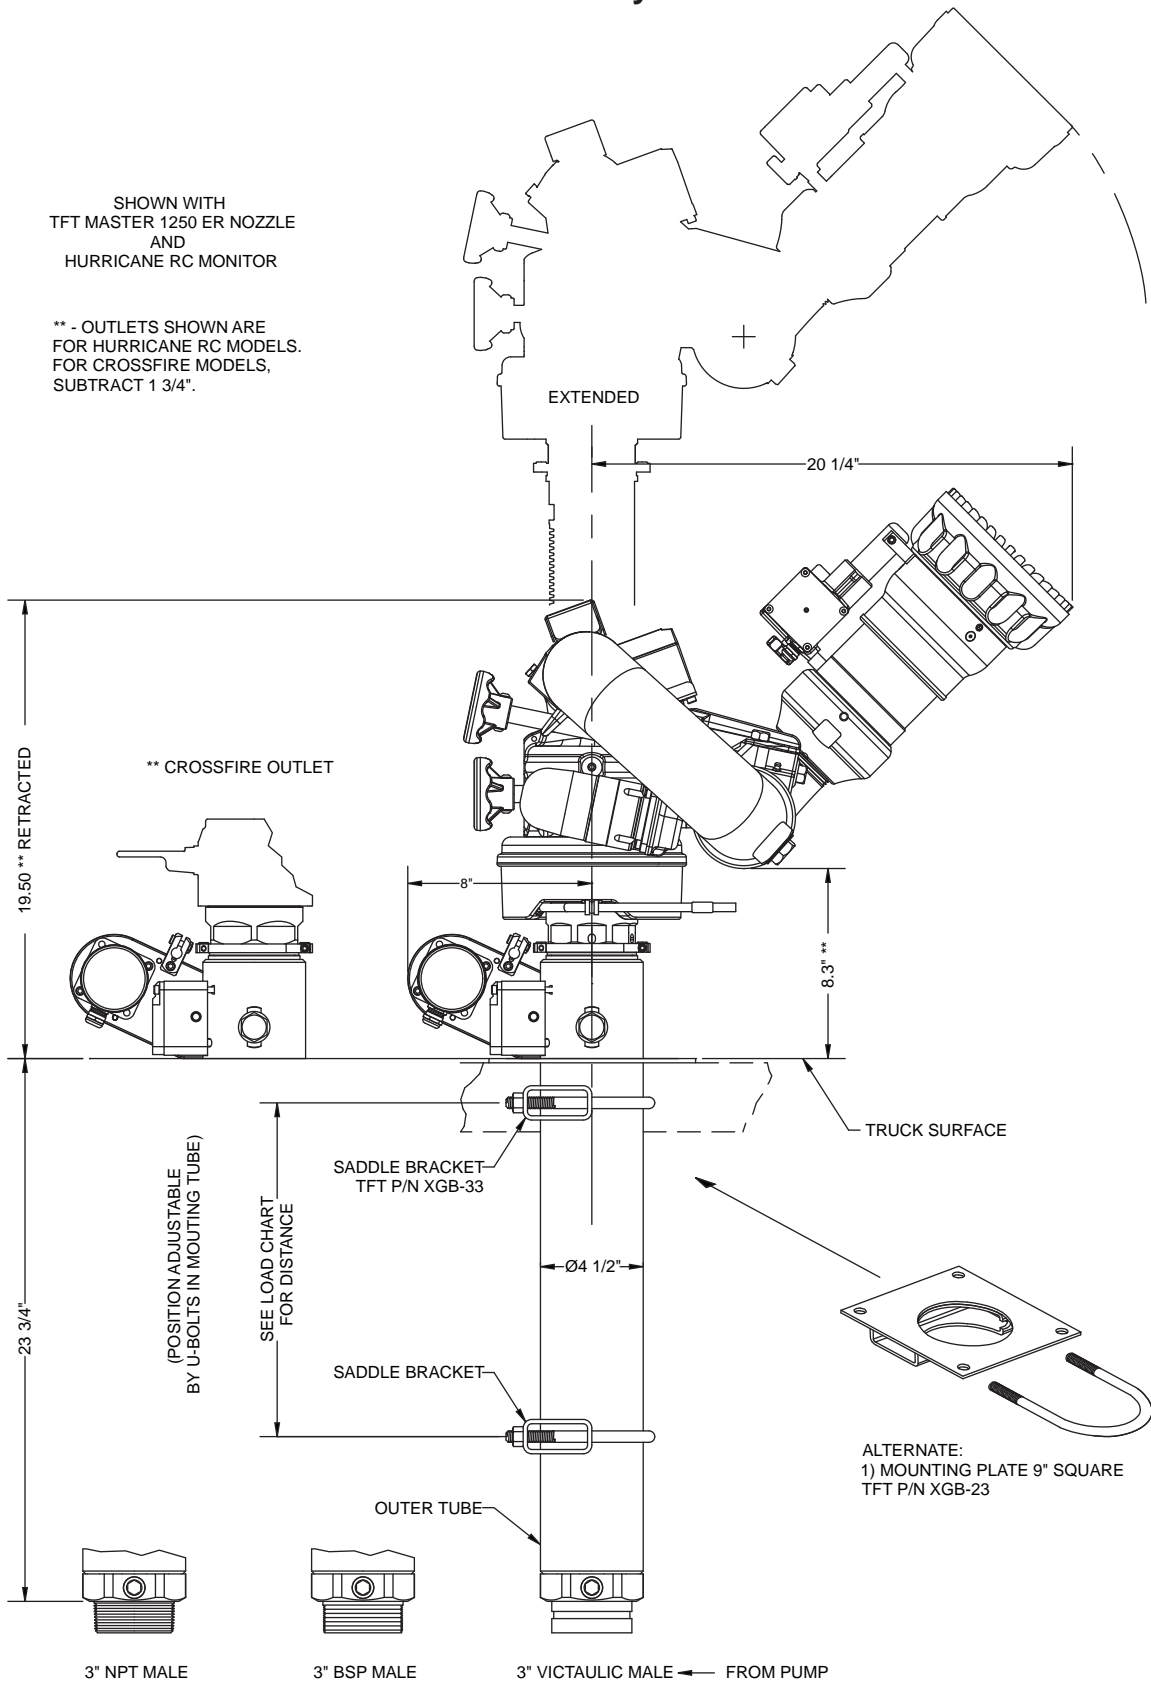 SHOWN WITH
TFT MASTER 1250 ER NOZZLE
AND
HURRICANE RC MONITOR
** - OUTLETS SHOWN ARE
FOR HURRICANE RC MODELS.
FOR CROSSFIRE MODELS,
SUBTRACT 1 3/4".
EXTENDED
20 1/4"
19.50 ** RETRACTED
** CROSSFIRE OUTLET
8"
8.3" **
TRUCK SURFACE
SADDLE BRACKET
TFT P/N XGB-33
(POSITION ADJUSTABLE
BY U-BOLTS IN MOUTING TUBE)
SEE LOAD CHART
FOR DISTANCE
Ø4 1/2"
23 3/4"
SADDLE BRACKET
ALTERNATE:
1) MOUNTING PLATE 9" SQUARE
TFT P/N XGB-23
OUTER TUBE
3" NPT MALE
3" BSP MALE
3" VICTAULIC MALE
FROM PUMP